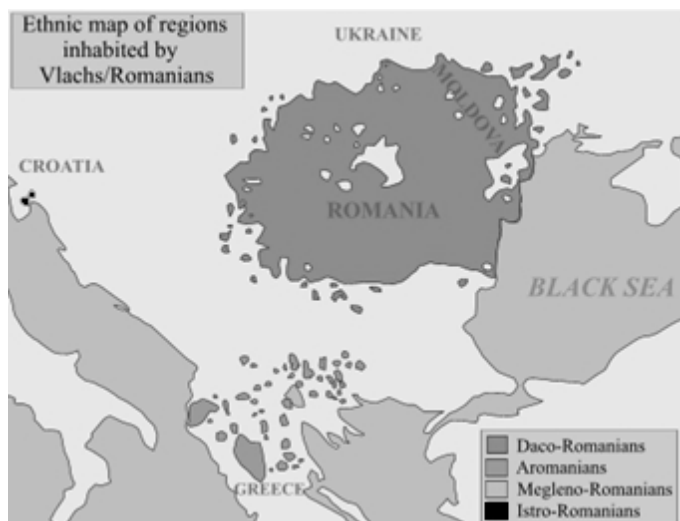 Ethnic map of regions
inhabited by
Vlachs/Romanians
UKRAINE
MOLDOVA
CROATIA
ROMANIA
BLACK SEA
GREECE
Daco-Romanians
Aromanians
Megleno-Romanians
Istro-Romanians